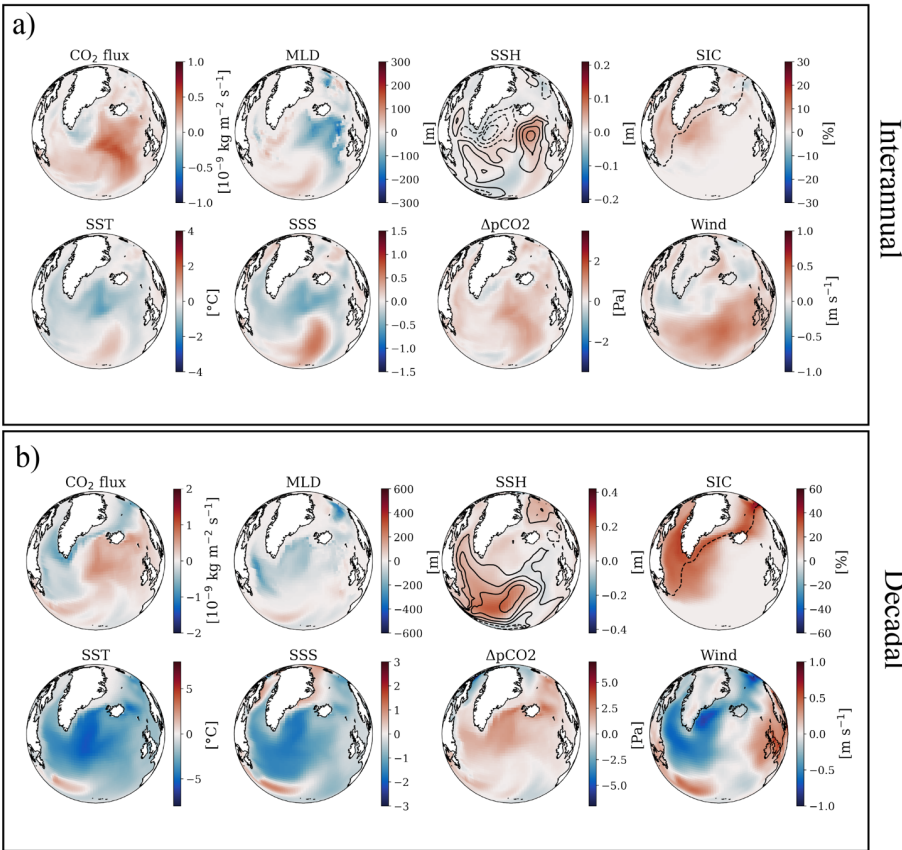 a)
CO₂ flux
MLD
SSH
SIC
1.0
0.5
0.0
−0.5
−1.0
[10⁻⁹ kg m⁻² s⁻¹]
300
200
100
0
−100
−200
−300
[m]
0.2
0.1
0.0
−0.1
−0.2
[m]
30
20
10
0
−10
−20
−30
[%]
Interannual
SST
SSS
ΔpCO2
Wind
4
2
0
−2
−4
[°C]
1.5
1.0
0.5
0.0
−0.5
−1.0
−1.5
2
0
−2
[Pa]
1.0
0.5
0.0
−0.5
−1.0
[m s⁻¹]
b)
CO₂ flux
MLD
SSH
SIC
2
1
0
−1
−2
[10⁻⁹ kg m⁻² s⁻¹]
600
400
200
0
−200
−400
−600
[m]
0.4
0.2
0.0
−0.2
−0.4
[m]
60
40
20
0
−20
−40
−60
[%]
Decadal
SST
SSS
ΔpCO2
Wind
5
0
−5
[°C]
3
2
1
0
−1
−2
−3
5.0
2.5
0.0
−2.5
−5.0
[Pa]
1.0
0.5
0.0
−0.5
−1.0
[m s⁻¹]